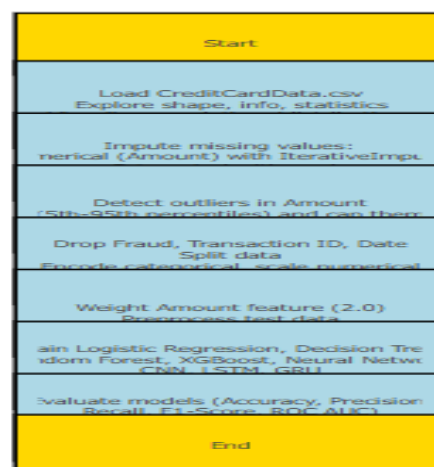 Start
Load CreditCardData.csv
Explore shape, info, statistics
Impute missing values:
nerical (Amount) with IterativeImpu
Detect outliers in Amount
(5th-95th percentiles) and cap them
Drop Fraud, Transaction ID, Date
Split data
Encode categorical, scale numerical
Weight Amount feature (2.0)
Preprocess test data
ain Logistic Regression, Decision Tre
ndom Forest, XGBoost, Neural Netwo
CNN, LSTM, GRU
Evaluate models (Accuracy, Precision
Recall, F1-Score, ROC AUC)
End